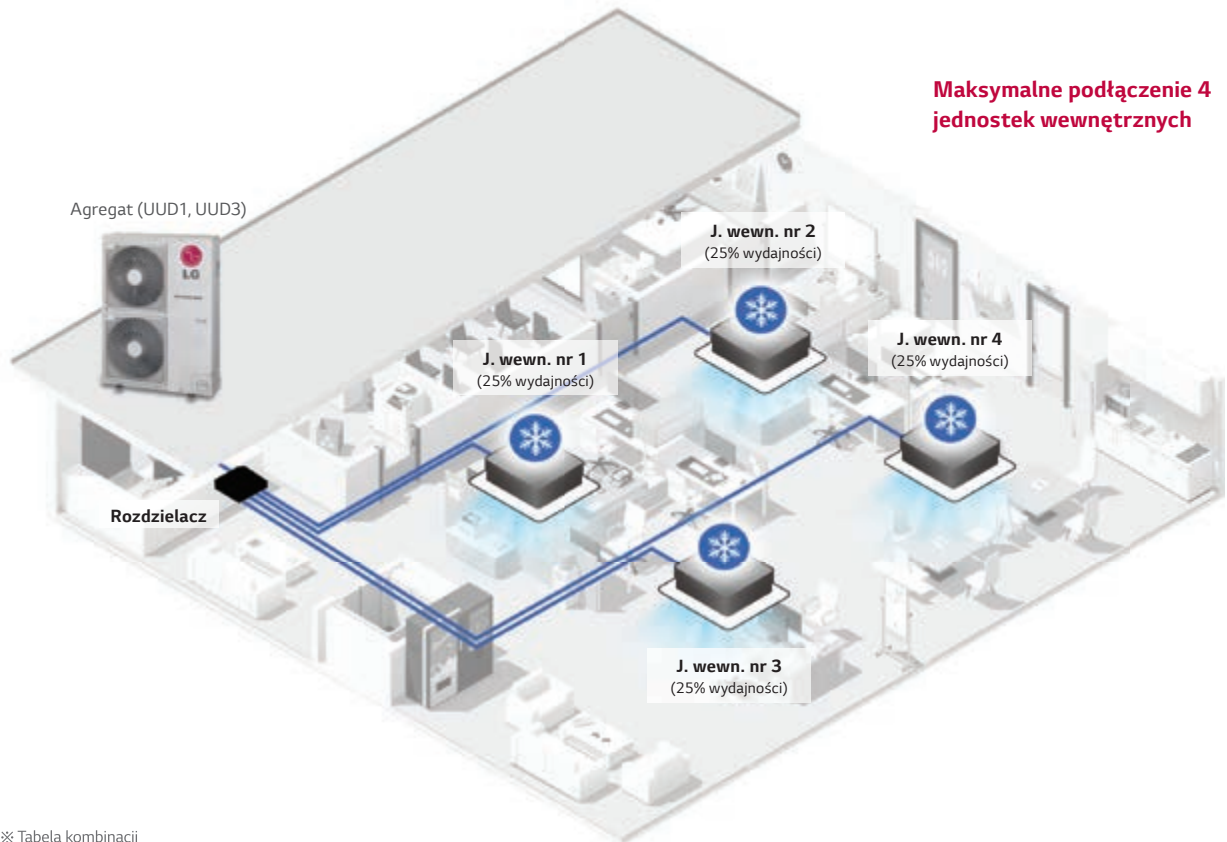 Maksymalne podłączenie 4
jednostek wewnętrznych
Agregat (UUD1, UUD3)
LG
J. wewn. nr 2
(25% wydajności)
J. wewn. nr 4
(25% wydajności)
J. wewn. nr 1
(25% wydajności)
Rozdzielacz
J. wewn. nr 3
(25% wydajności)
※ Tabela kombinacji